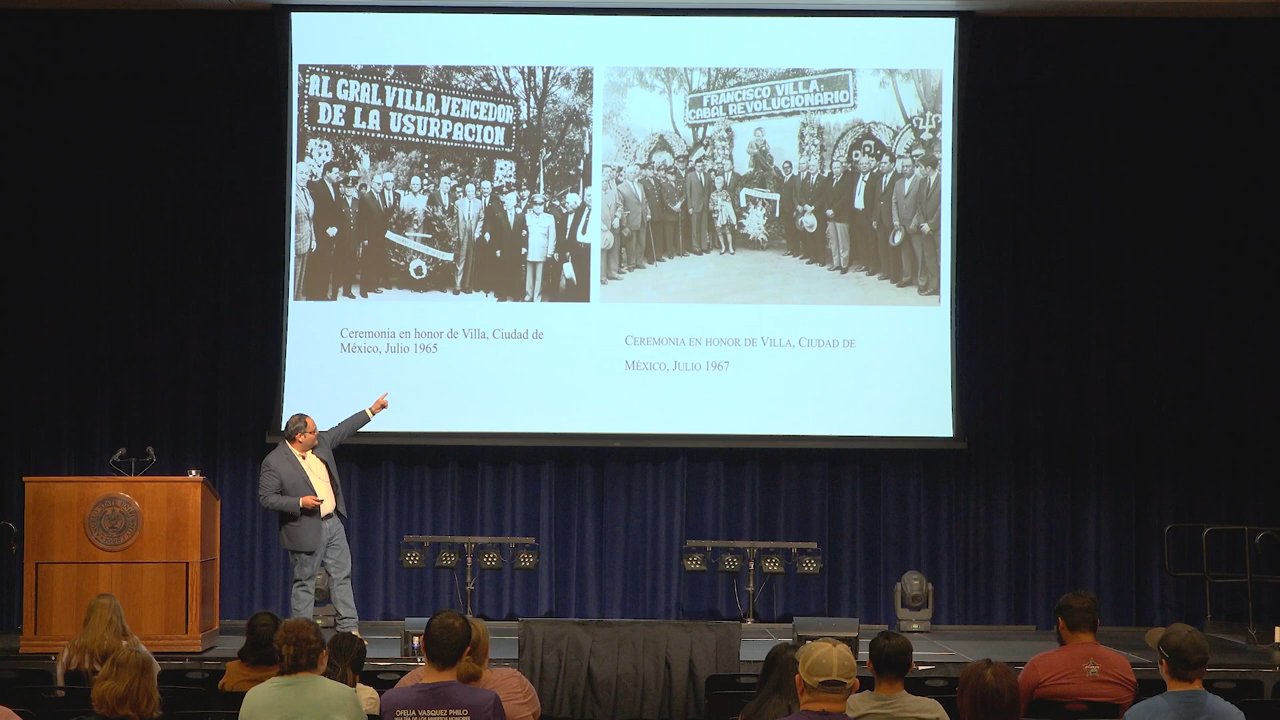 AL GRAL VILLA, VENCEDOR
DE LA USURPACION
FRANCISCO VILLA:
CABAL REVOLUCIONARIO
Ceremonia en honor de Villa, Ciudad de
México, Julio 1965
CEREMONIA EN HONOR DE VILLA, CIUDAD DE
MÉXICO, JULIO 1967
OFELIA VASQUEZ PHILO